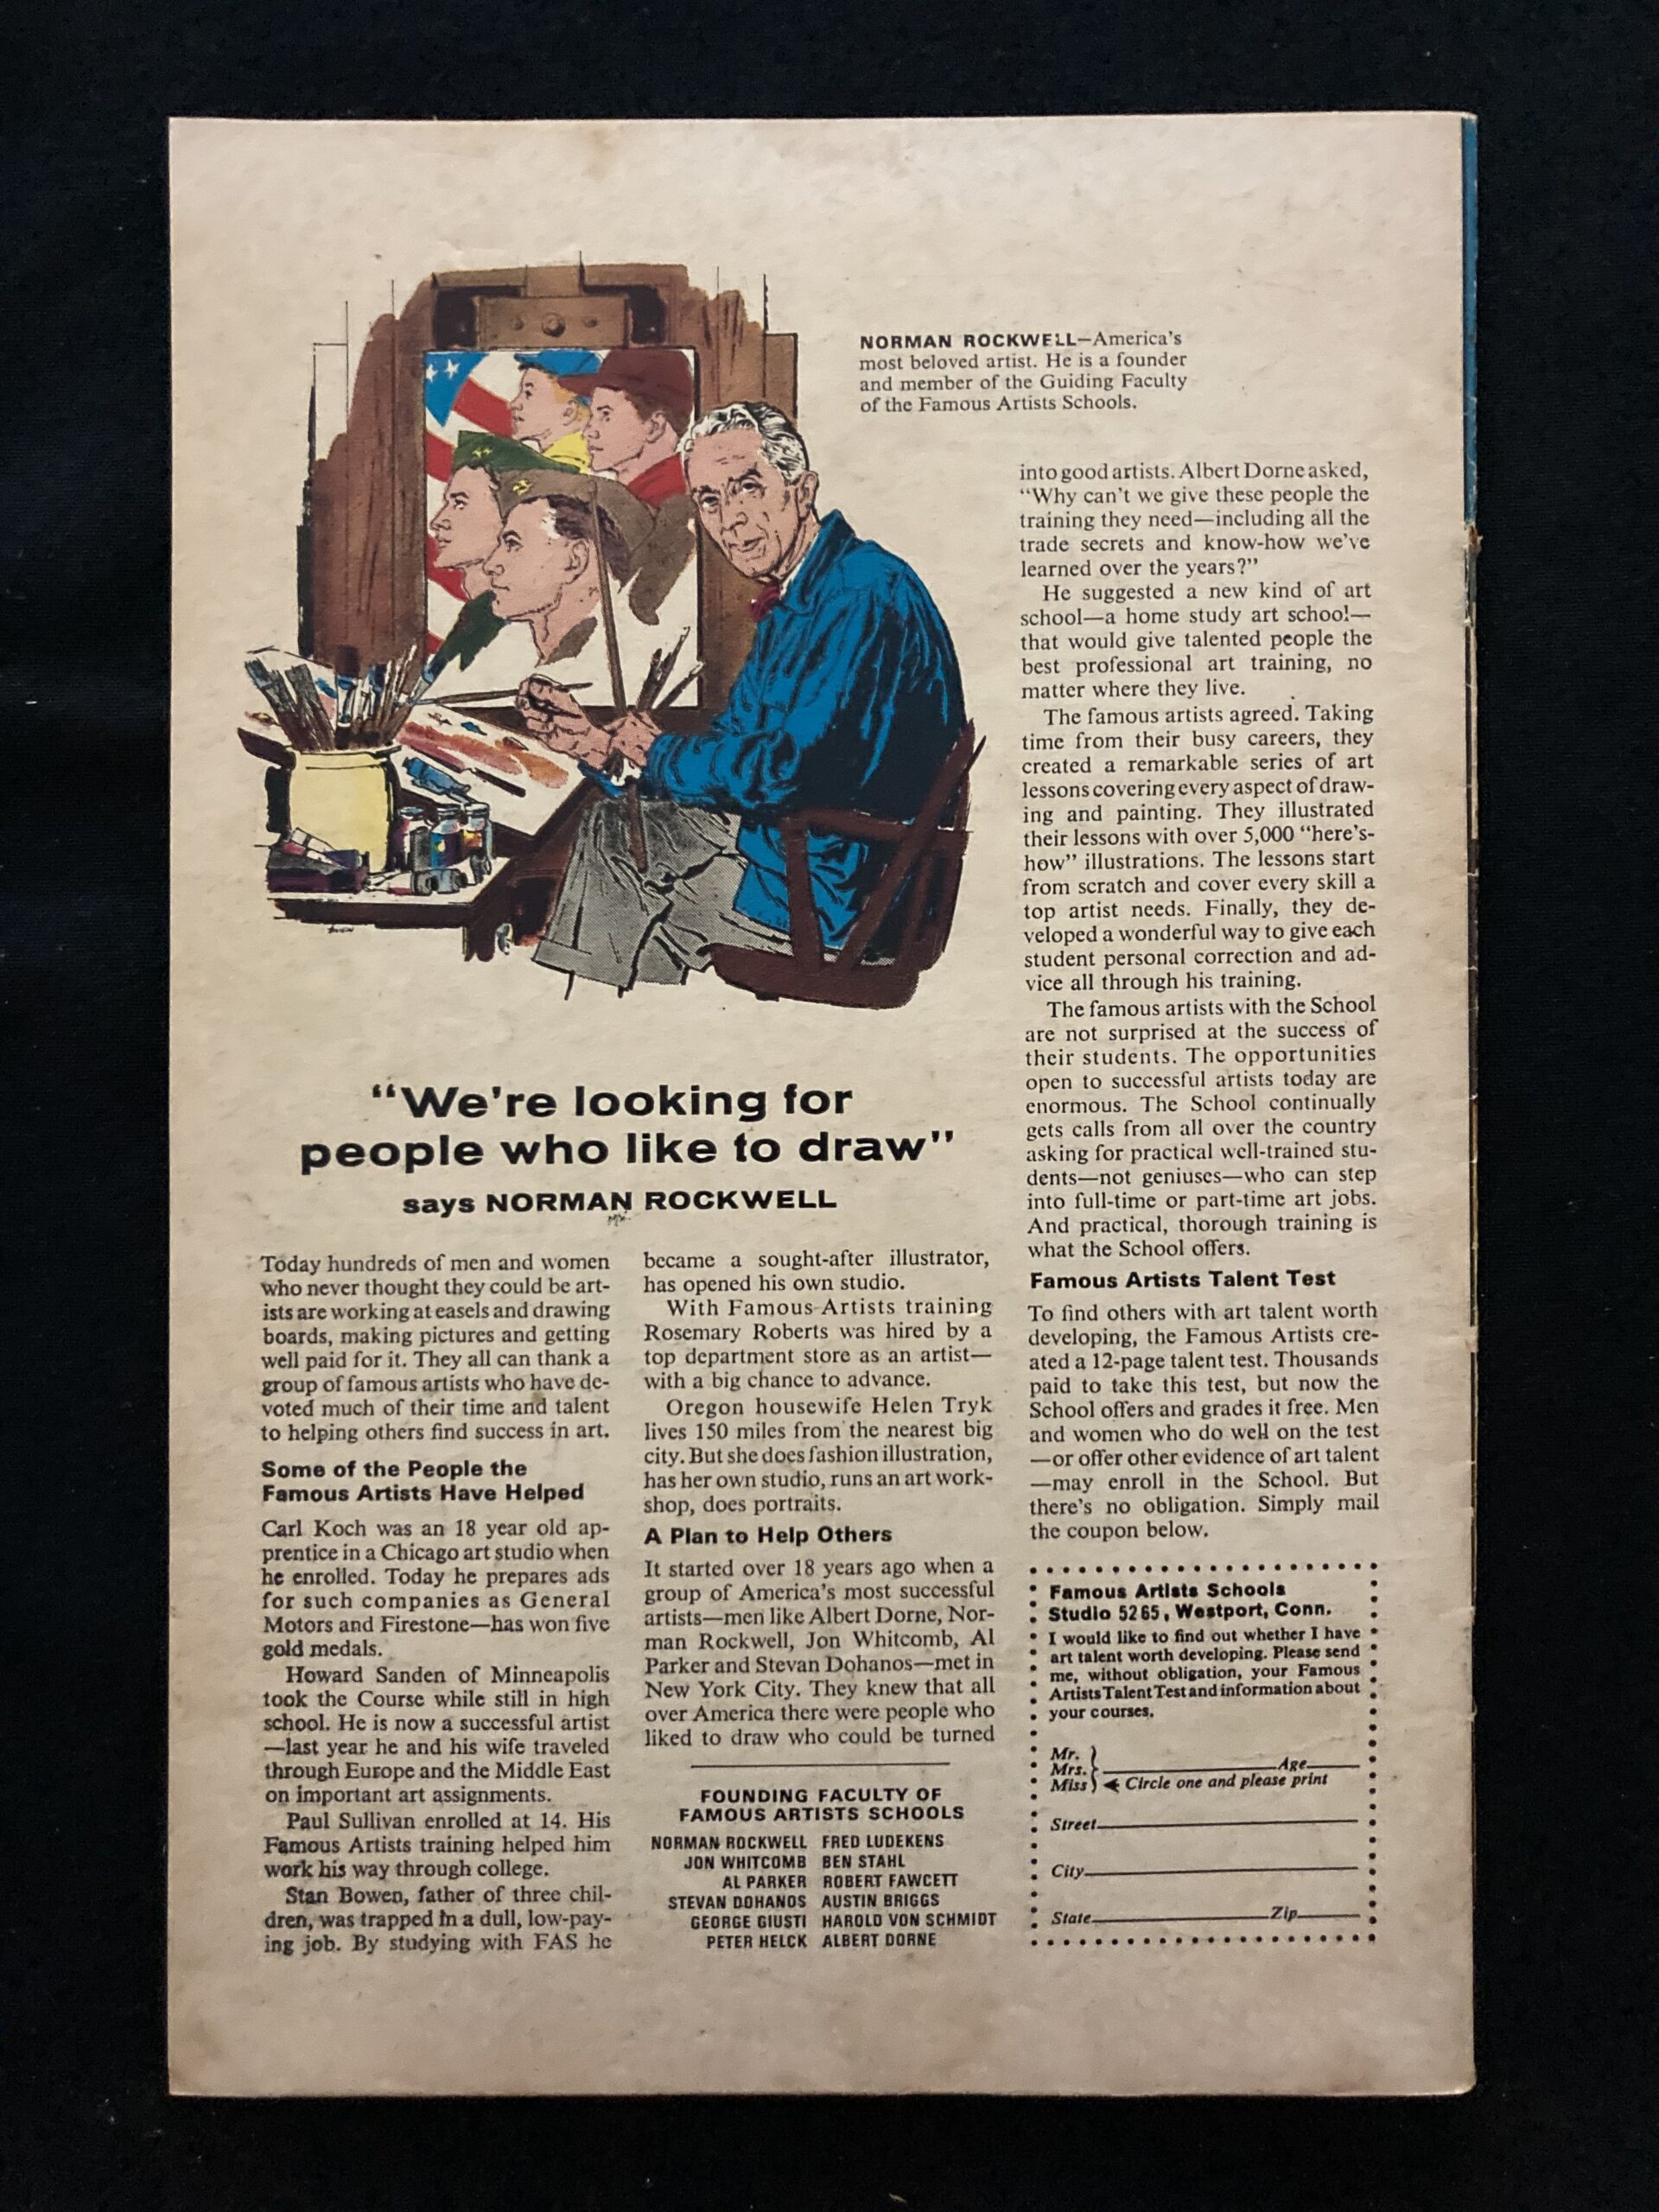 NORMAN ROCKWELL—America's
most beloved artist. He is a founder
and member of the Guiding Faculty
of the Famous Artists Schools.
"We're looking for
people who like to draw"
says NORMAN ROCKWELL
Today hundreds of men and women
who never thought they could be art-
ists are working at easels and drawing
boards, making pictures and getting
well paid for it. They all can thank a
group of famous artists who have de-
voted much of their time and talent
to helping others find success in art.
Some of the People the
Famous Artists Have Helped
Carl Koch was an 18 year old ap-
prentice in a Chicago art studio when
he enrolled. Today he prepares ads
for such companies as General
Motors and Firestone—has won five
gold medals.
Howard Sanden of Minneapolis
took the Course while still in high
school. He is now a successful artist
—last year he and his wife traveled
through Europe and the Middle East
on important art assignments.
Paul Sullivan enrolled at 14. His
Famous Artists training helped him
work his way through college.
Stan Bowen, father of three chil-
dren, was trapped in a dull, low-pay-
ing job. By studying with FAS he
became a sought-after illustrator,
has opened his own studio.
With Famous Artists training
Rosemary Roberts was hired by a
top department store as an artist—
with a big chance to advance.
Oregon housewife Helen Tryk
lives 150 miles from the nearest big
city. But she does fashion illustration,
has her own studio, runs an art work-
shop, does portraits.
A Plan to Help Others
It started over 18 years ago when a
group of America's most successful
artists—men like Albert Dorne, Nor-
man Rockwell, Jon Whitcomb, Al
Parker and Stevan Dohanos—met in
New York City. They knew that all
over America there were people who
liked to draw who could be turned
into good artists. Albert Dorne asked,
"Why can't we give these people the
training they need—including all the
trade secrets and know-how we've
learned over the years?"
He suggested a new kind of art
school—a home study art school—
that would give talented people the
best professional art training, no
matter where they live.
The famous artists agreed. Taking
time from their busy careers, they
created a remarkable series of art
lessons covering every aspect of draw-
ing and painting. They illustrated
their lessons with over 5,000 "here's-
how" illustrations. The lessons start
from scratch and cover every skill a
top artist needs. Finally, they de-
veloped a wonderful way to give each
student personal correction and ad-
vice all through his training.
The famous artists with the School
are not surprised at the success of
their students. The opportunities
open to successful artists today are
enormous. The School continually
gets calls from all over the country
asking for practical well-trained stu-
dents—not geniuses—who can step
into full-time or part-time art jobs.
And practical, thorough training is
what the School offers.
Famous Artists Talent Test
To find others with art talent worth
developing, the Famous Artists cre-
ated a 12-page talent test. Thousands
paid to take this test, but now the
School offers and grades it free. Men
and women who do well on the test
—or offer other evidence of art talent
—may enroll in the School. But
there's no obligation. Simply mail
the coupon below.
FOUNDING FACULTY OF
FAMOUS ARTISTS SCHOOLS
NORMAN ROCKWELL FRED LUDEKENS
JON WHITCOMB BEN STAHL
AL PARKER ROBERT FAWCETT
STEVAN DOHANOS AUSTIN BRIGGS
GEORGE GIUSTI HAROLD VON SCHMIDT
PETER HELCK ALBERT DORNE
Famous Artists Schools
Studio 5265, Westport, Conn.
I would like to find out whether I have
art talent worth developing. Please send
me, without obligation, your Famous
Artists Talent Test and information about
your courses.
Mr.
Mrs. Age
Miss Circle one and please print
Street
City
State Zip